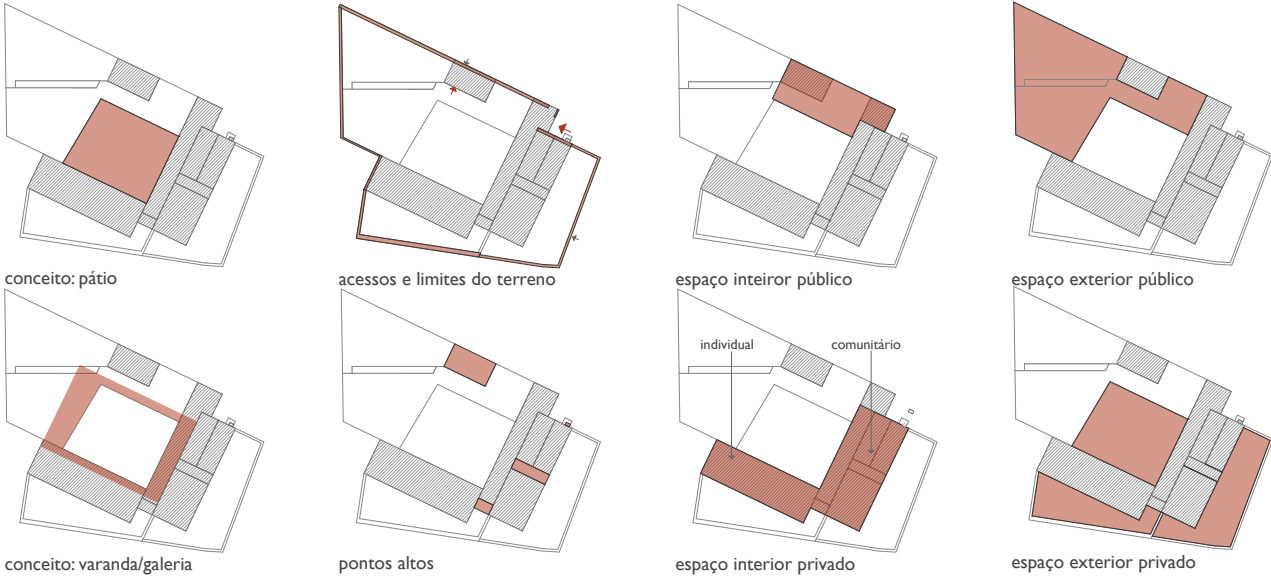 conceito: pátio
acessos e limites do terreno
espaço inteiror público
espaço exterior público
individual
comunitário
conceito: varanda/galeria
pontos altos
espaço interior privado
espaço exterior privado